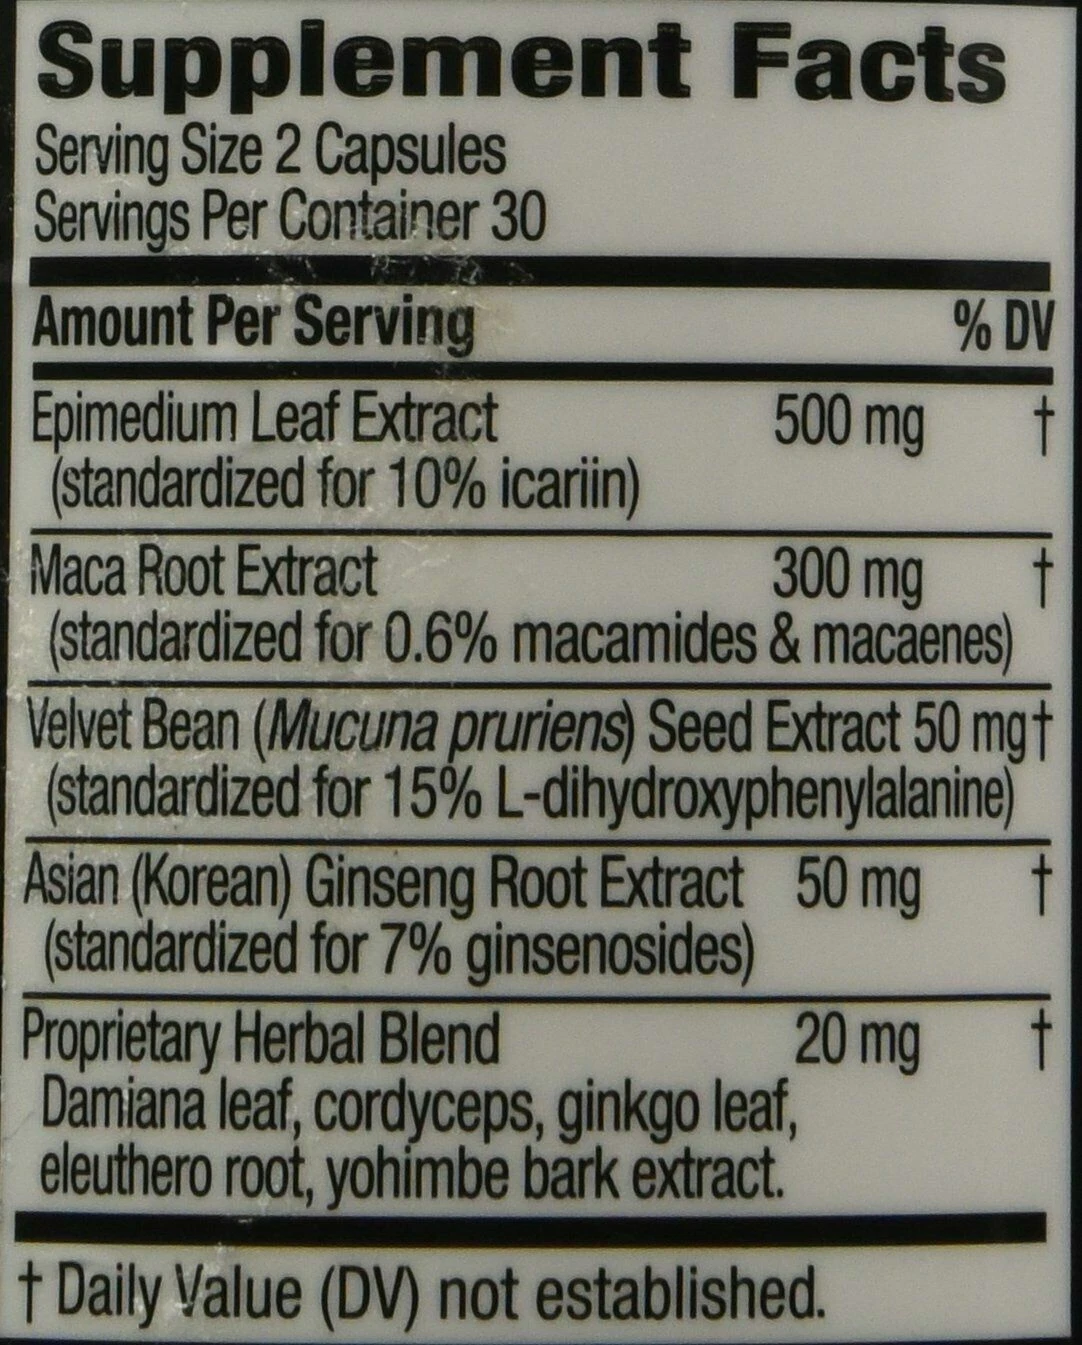 Supplement Facts
Serving Size 2 Capsules
Servings Per Container 30
Amount Per Serving % DV
Epimedium Leaf Extract 500 mg †
(standardized for 10% icariin)
Maca Root Extract 300 mg †
(standardized for 0.6% macamides & macaenes)
Velvet Bean (Mucuna pruriens) Seed Extract 50 mg†
(standardized for 15% L-dihydroxyphenylalanine)
Asian (Korean) Ginseng Root Extract 50 mg †
(standardized for 7% ginsenosides)
Proprietary Herbal Blend 20 mg †
Damiana leaf, cordyceps, ginkgo leaf,
eleuthero root, yohimbe bark extract.
† Daily Value (DV) not established.